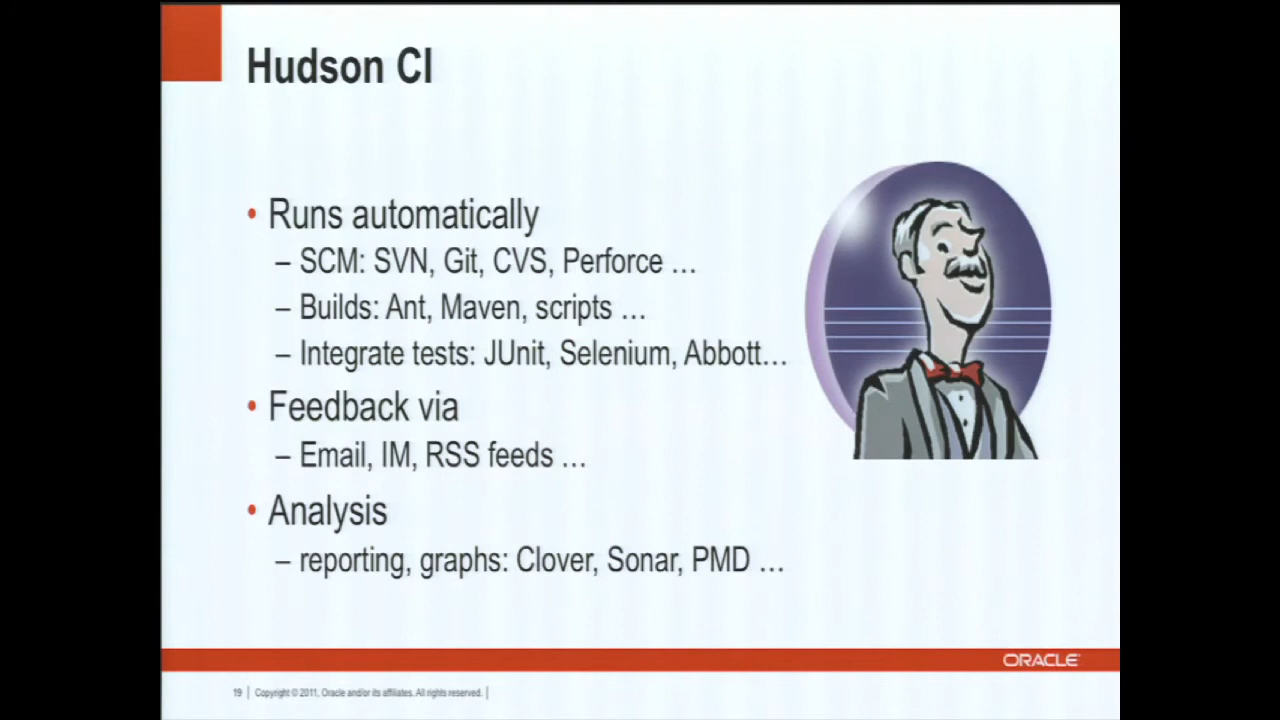 Hudson CI
• Runs automatically
– SCM: SVN, Git, CVS, Perforce …
– Builds: Ant, Maven, scripts …
– Integrate tests: JUnit, Selenium, Abbott…
• Feedback via
– Email, IM, RSS feeds …
• Analysis
– reporting, graphs: Clover, Sonar, PMD …
ORACLE
19 | Copyright © 2011, Oracle and/or its affiliates. All rights reserved. |